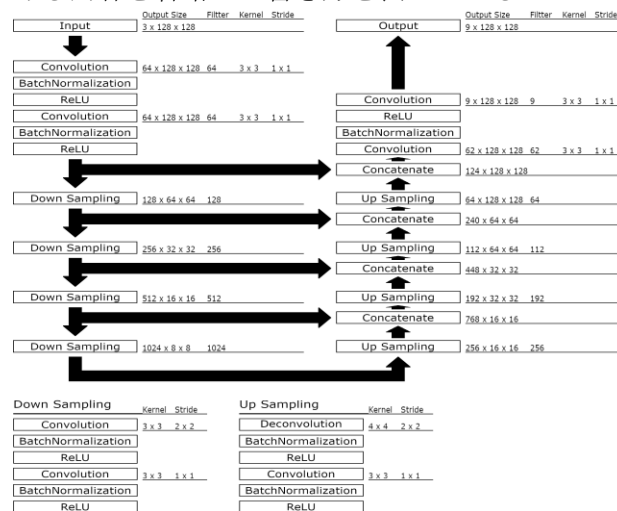 Output Size Filtter Kernel Stride
Input 3 x 128 x 128
Convolution 64 x 128 x 128 64 3 x 3 1 x 1
BatchNormalization
ReLU
Convolution 64 x 128 x 128 64 3 x 3 1 x 1
BatchNormalization
ReLU
Down Sampling 128 x 64 x 64 128
Down Sampling 256 x 32 x 32 256
Down Sampling 512 x 16 x 16 512
Down Sampling 1024 x 8 x 8 1024
Output Size Fiitter Kernel Stride
Output 9 x 128 x 128
Convolution 9 x 128 x 128 9 3 x 3 1 x 1
ReLU
BatchNormalization
Convolution 62 x 128 x 128 62 3 x 3 1 x 1
Concatenate 124 x 128 x 128
Up Sampling 64 x 128 x 128 64
Concatenate 240 x 64 x 64
Up Sampling 112 x 64 x 64 112
Concatenate 448 x 32 x 32
Up Sampling 192 x 32 x 32 192
Concatenate 768 x 16 x 16
Up Sampling 256 x 16 x 16 256
Down Sampling Kernel Stride
Convolution 3 x 3 2 x 2
BatchNormalization
ReLU
Convolution 3 x 3 1 x 1
BatchNormalization
ReLU
Up Sampling Kernel Stride
Deconvolution 4 x 4 2 x 2
BatchNormalization
ReLU
Convolution 3 x 3 1 x 1
BatchNormalization
ReLU